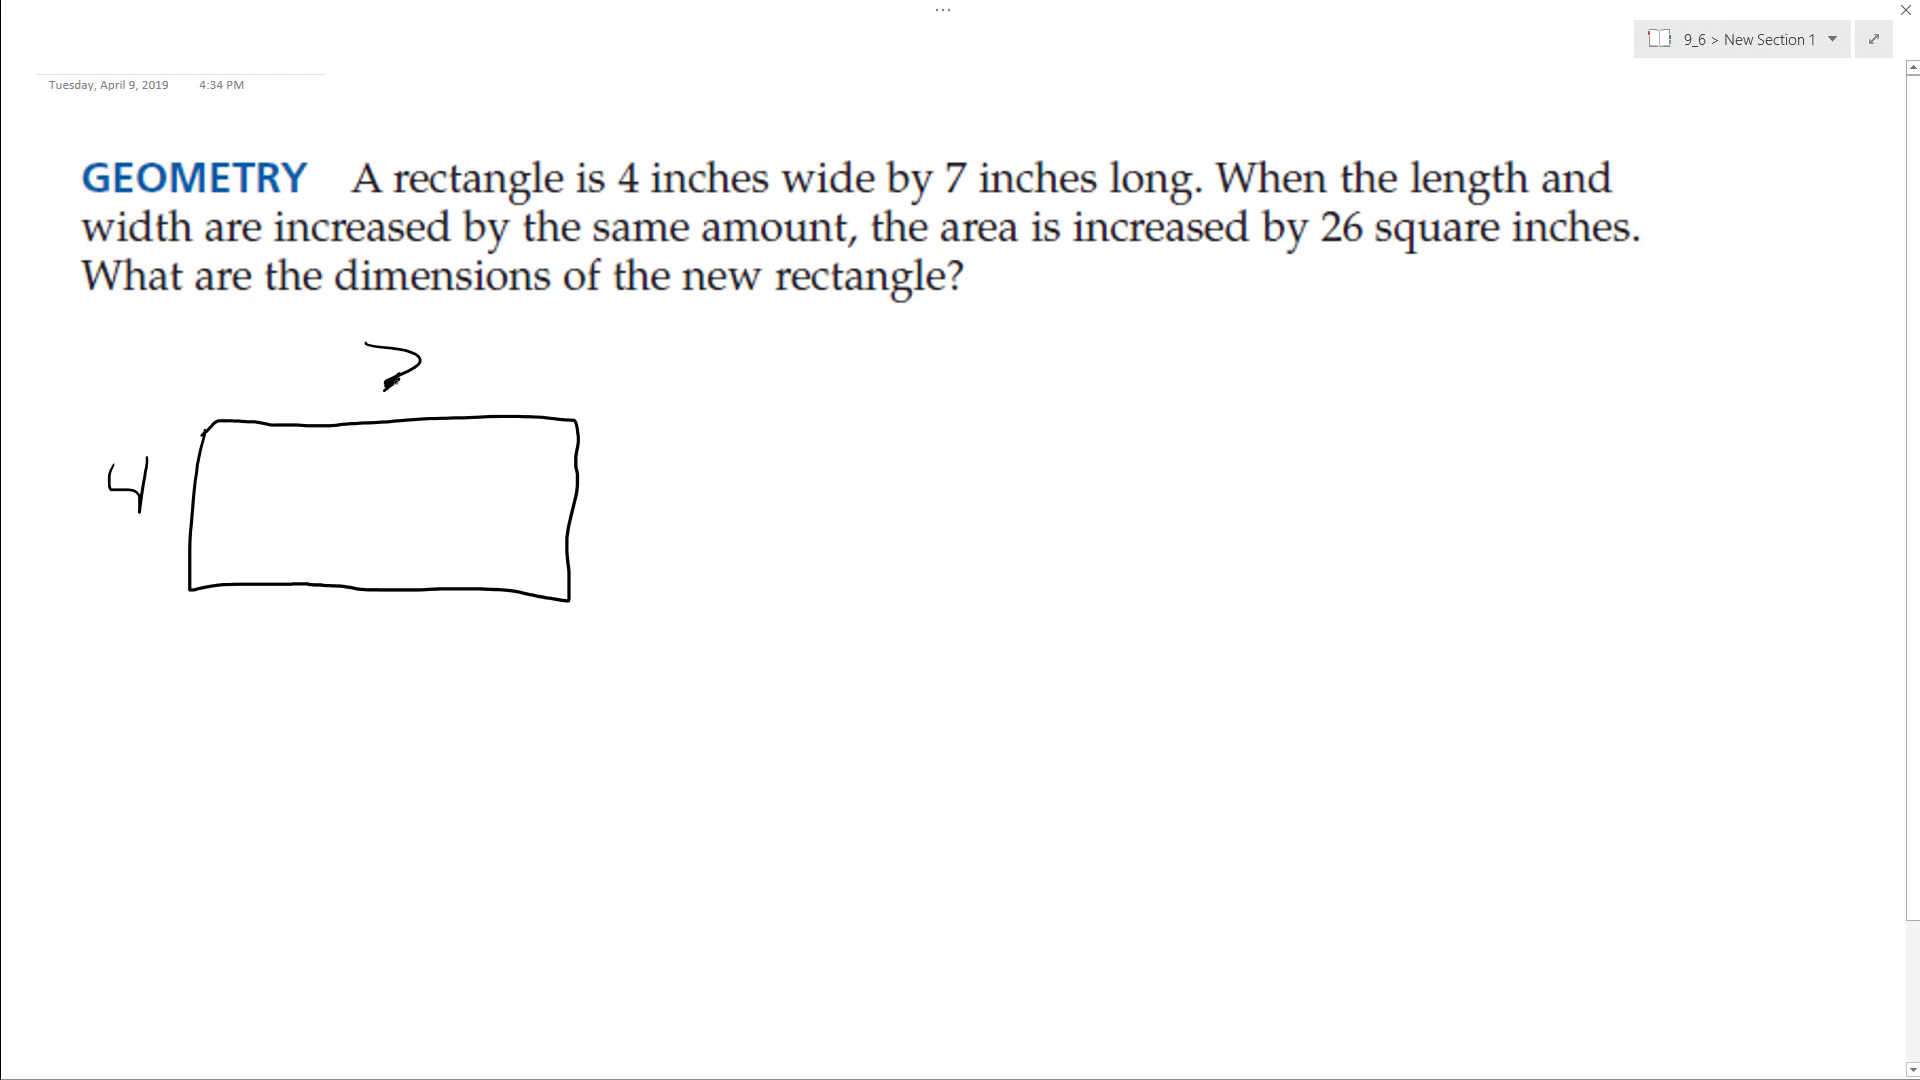 ...
9_6 > New Section 1
Tuesday, April 9, 2019 4:34 PM
GEOMETRY A rectangle is 4 inches wide by 7 inches long. When the length and
width are increased by the same amount, the area is increased by 26 square inches.
What are the dimensions of the new rectangle?
7
4